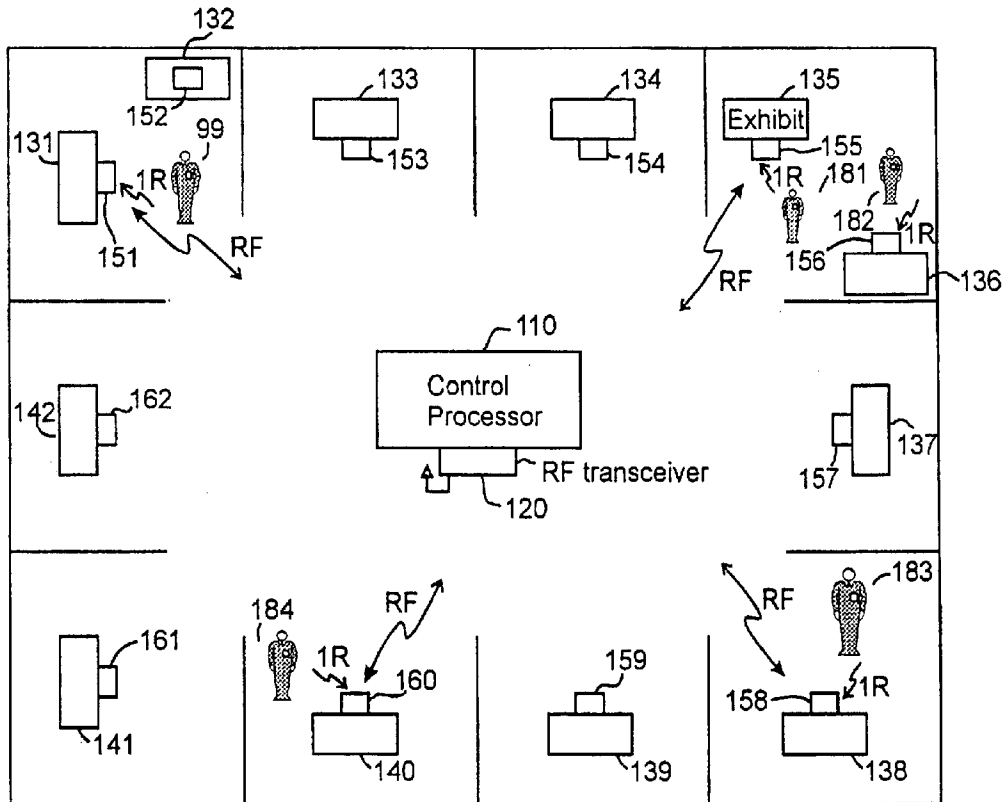 132
133
134
135
Exhibit
152
131
99
1R
153
154
155
181
182
1R
1R
151
RF
RF
156
136
110
Control
Processor
142
162
137
157
RF transceiver
120
183
RF
RF
184
161
1R
160
159
158
1R
141
140
139
138